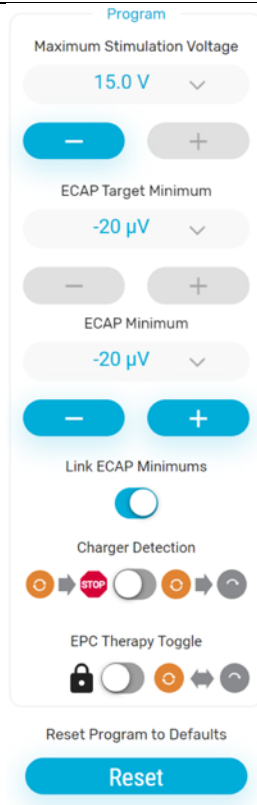 Program
Maximum Stimulation Voltage
15.0 V
− +
ECAP Target Minimum
-20 µV
− +
ECAP Minimum
-20 µV
− +
Link ECAP Minimums
Charger Detection
STOP
EPC Therapy Toggle
Reset Program to Defaults
Reset